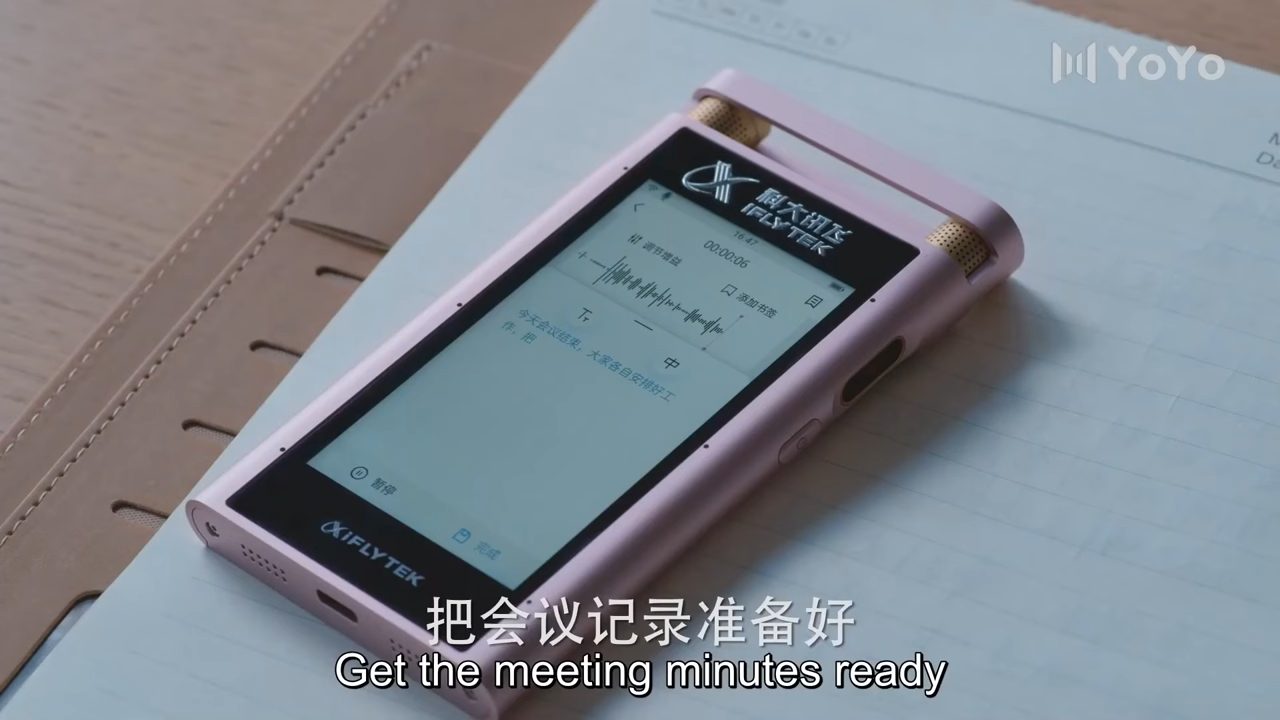 YoYo
科大讯飞
iFLYTEK
16:47
00:00:06
调节增益
添加书签
中
今天会议结束，大家各自安排好工
作，把
暂停
完成
iFLYTEK
把会议记录准备好
Get the meeting minutes ready